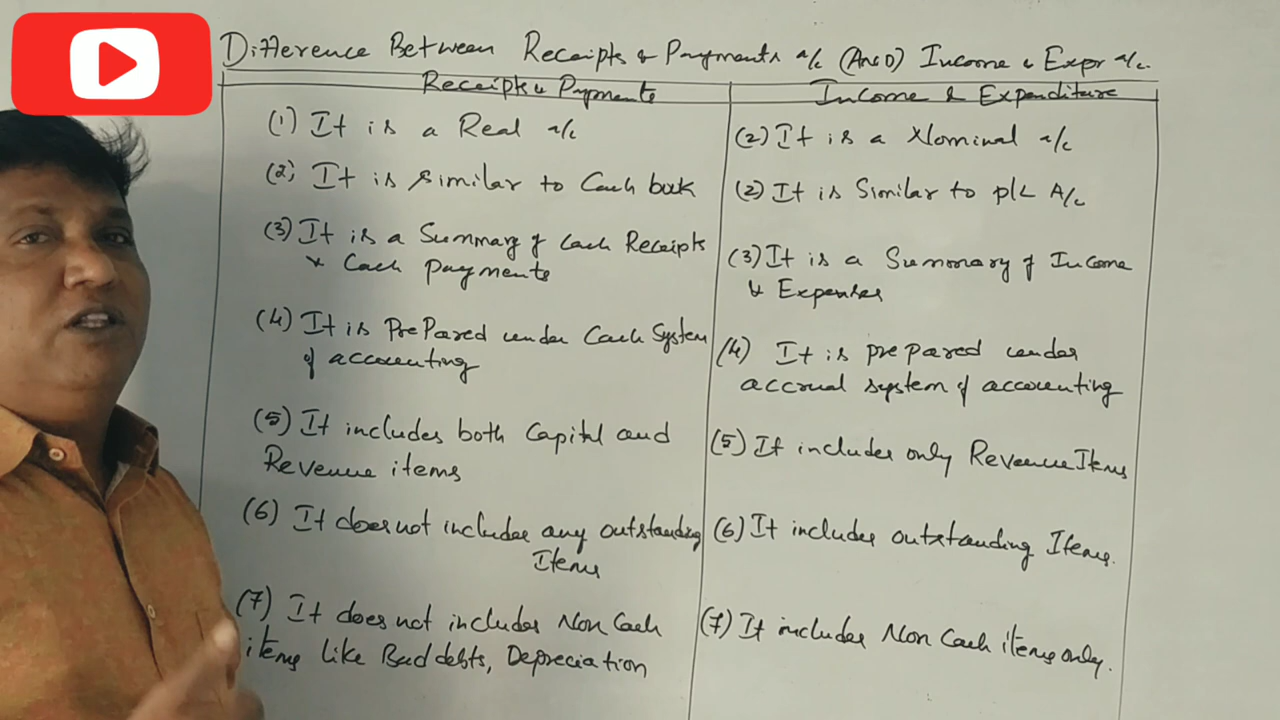 Difference Between Receipts & Payments a/c (AND) Income & Expr a/c.
Receipts & Payments
Income & Expenditure
(1) It is a Real a/c
(2) It is a Nominal a/c
(2) It is similar to Cash book
(2) It is Similar to P/L A/c
(3) It is a Summary of Cash Receipts
& Cash payments
(3) It is a Summary of Income
& Expenses
(4) It is PrePared under Cash System
of accounting
(4) It is prepared under
accrual system of accounting
(5) It includes both Capital and
Revenue items
(5) It includes only Revenue Items
(6) It does not includes any outstanding
Items
(6) It includes outstanding Items.
(7) It does not includes Non Cash
items like Bad debts, Depreciation
(7) It includes Non Cash items only.